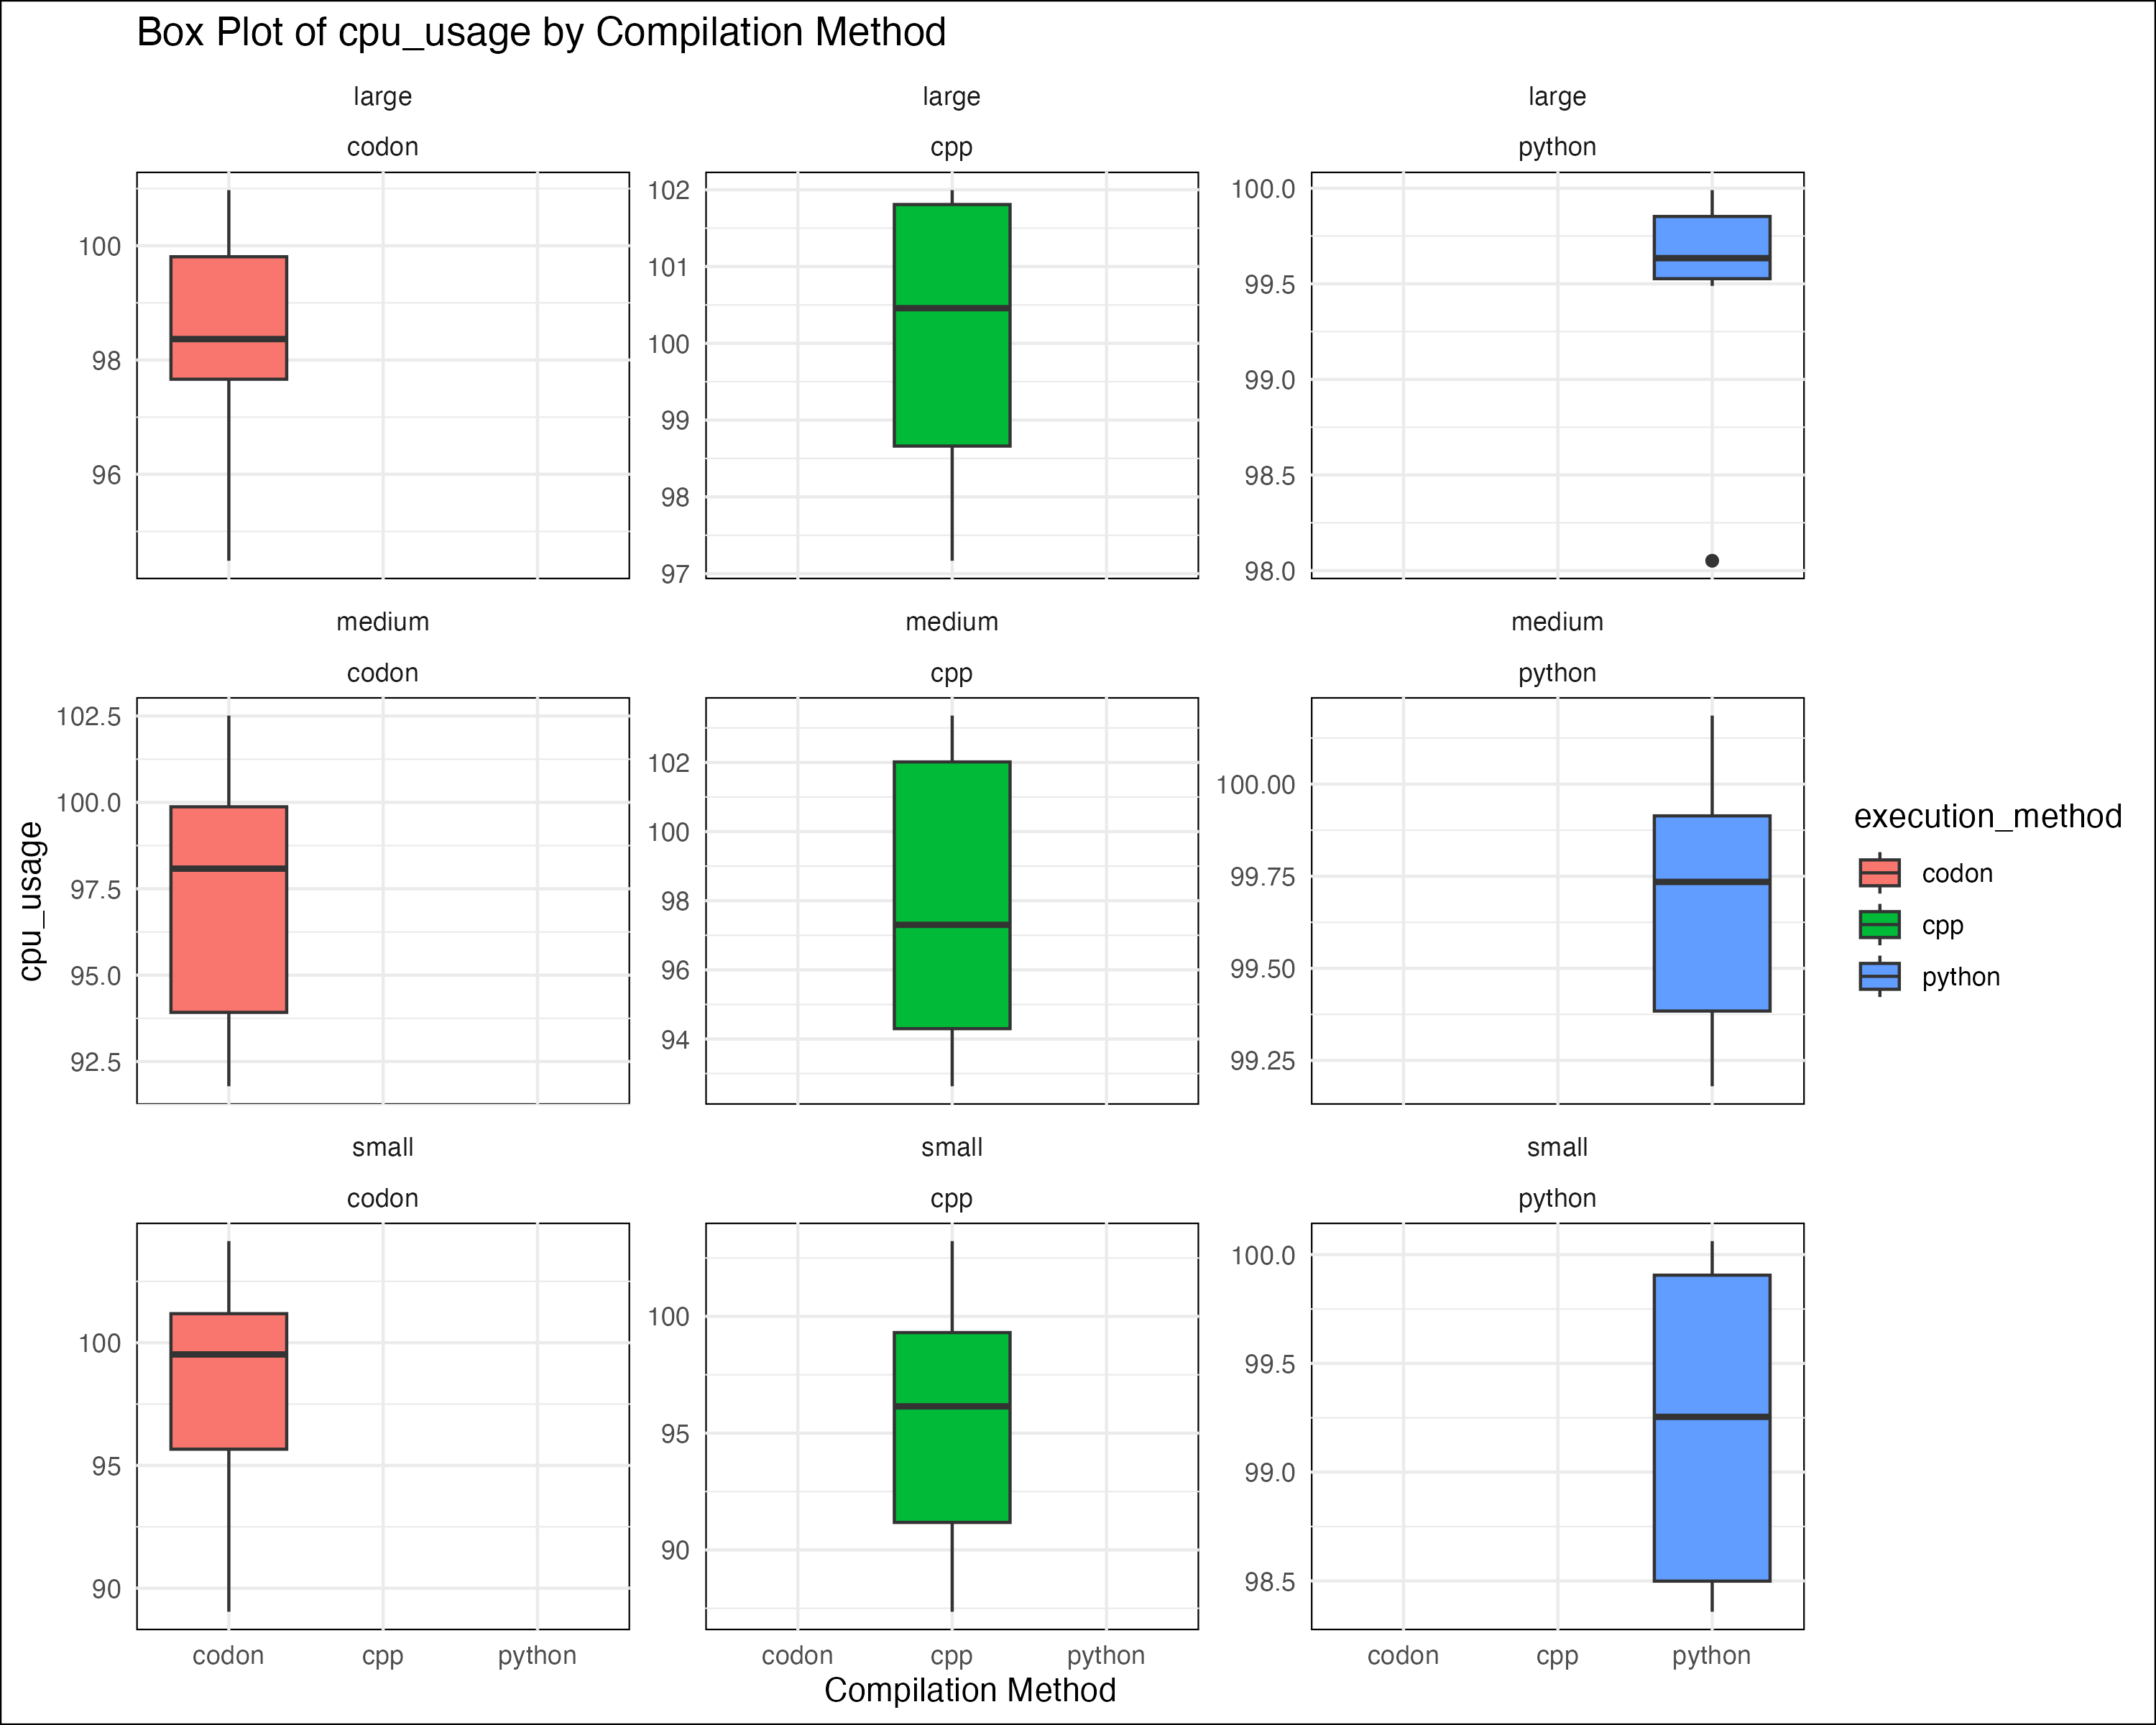 Box Plot of cpu_usage by Compilation Method
large
codon
large
cpp
large
python
100
98
96
102
101
100
99
98
97
100.0
99.5
99.0
98.5
98.0
medium
codon
medium
cpp
medium
python
102.5
100.0
97.5
95.0
92.5
102
100
98
96
94
100.00
99.75
99.50
99.25
small
codon
small
cpp
small
python
100
95
90
100
95
90
100.0
99.5
99.0
98.5
codon cpp python
codon cpp python
codon cpp python
Compilation Method
cpu_usage
execution_method
codon
cpp
python